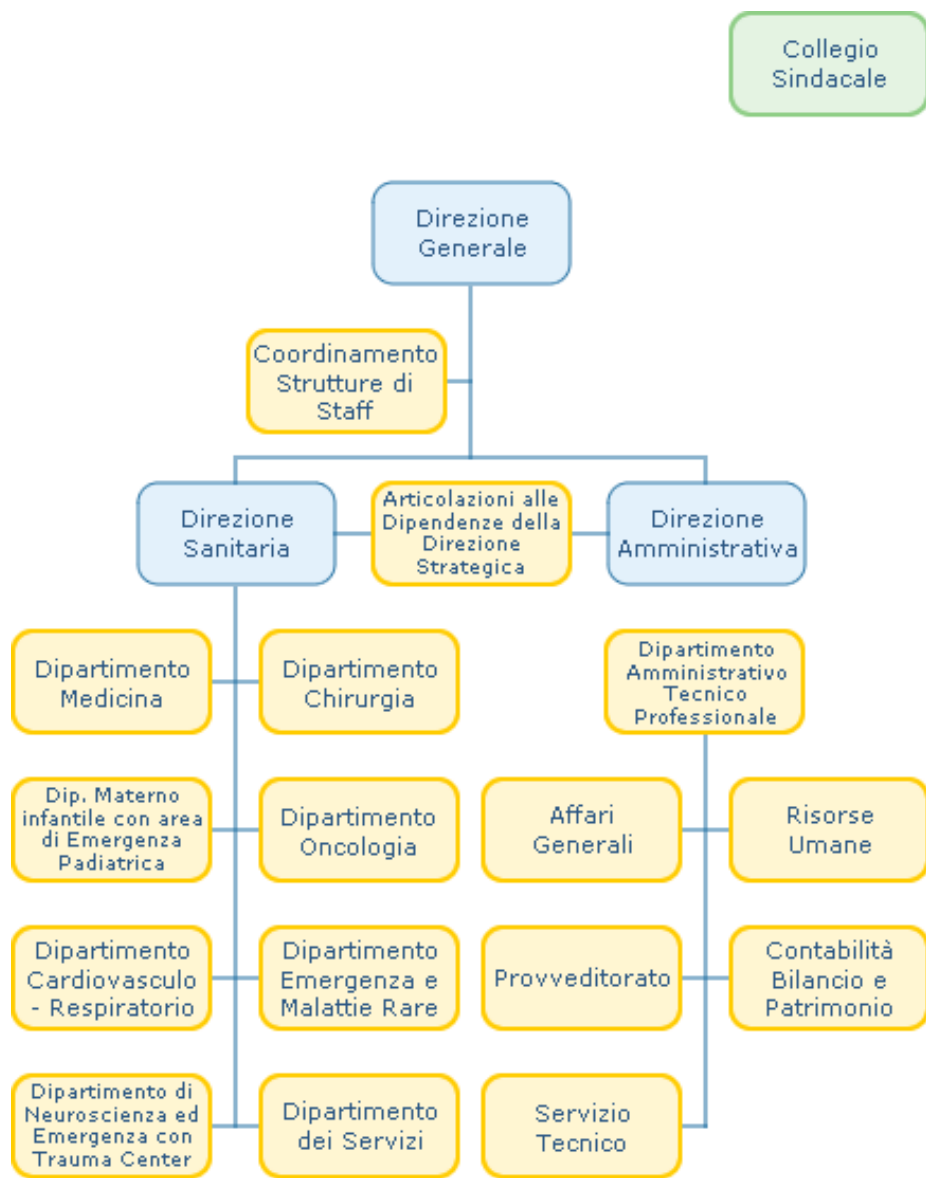 Collegio
Sindacale
Direzione
Generale
Coordinamento
Strutture di
Staff
Direzione
Sanitaria
Articolazioni alle
Dipendenze della
Direzione
Strategica
Direzione
Amministrativa
Dipartimento
Medicina
Dipartimento
Chirurgia
Dipartimento
Amministrativo
Tecnico
Professionale
Dip. Materno
infantile con area
di Emergenza
Padiatrica
Dipartimento
Oncologia
Affari
Generali
Risorse
Umane
Dipartimento
Cardiovasculo
- Respiratorio
Dipartimento
Emergenza e
Malattie Rare
Provveditorato
Contabilità
Bilancio e
Patrimonio
Dipartimento di
Neuroscienza ed
Emergenza con
Trauma Center
Dipartimento
dei Servizi
Servizio
Tecnico